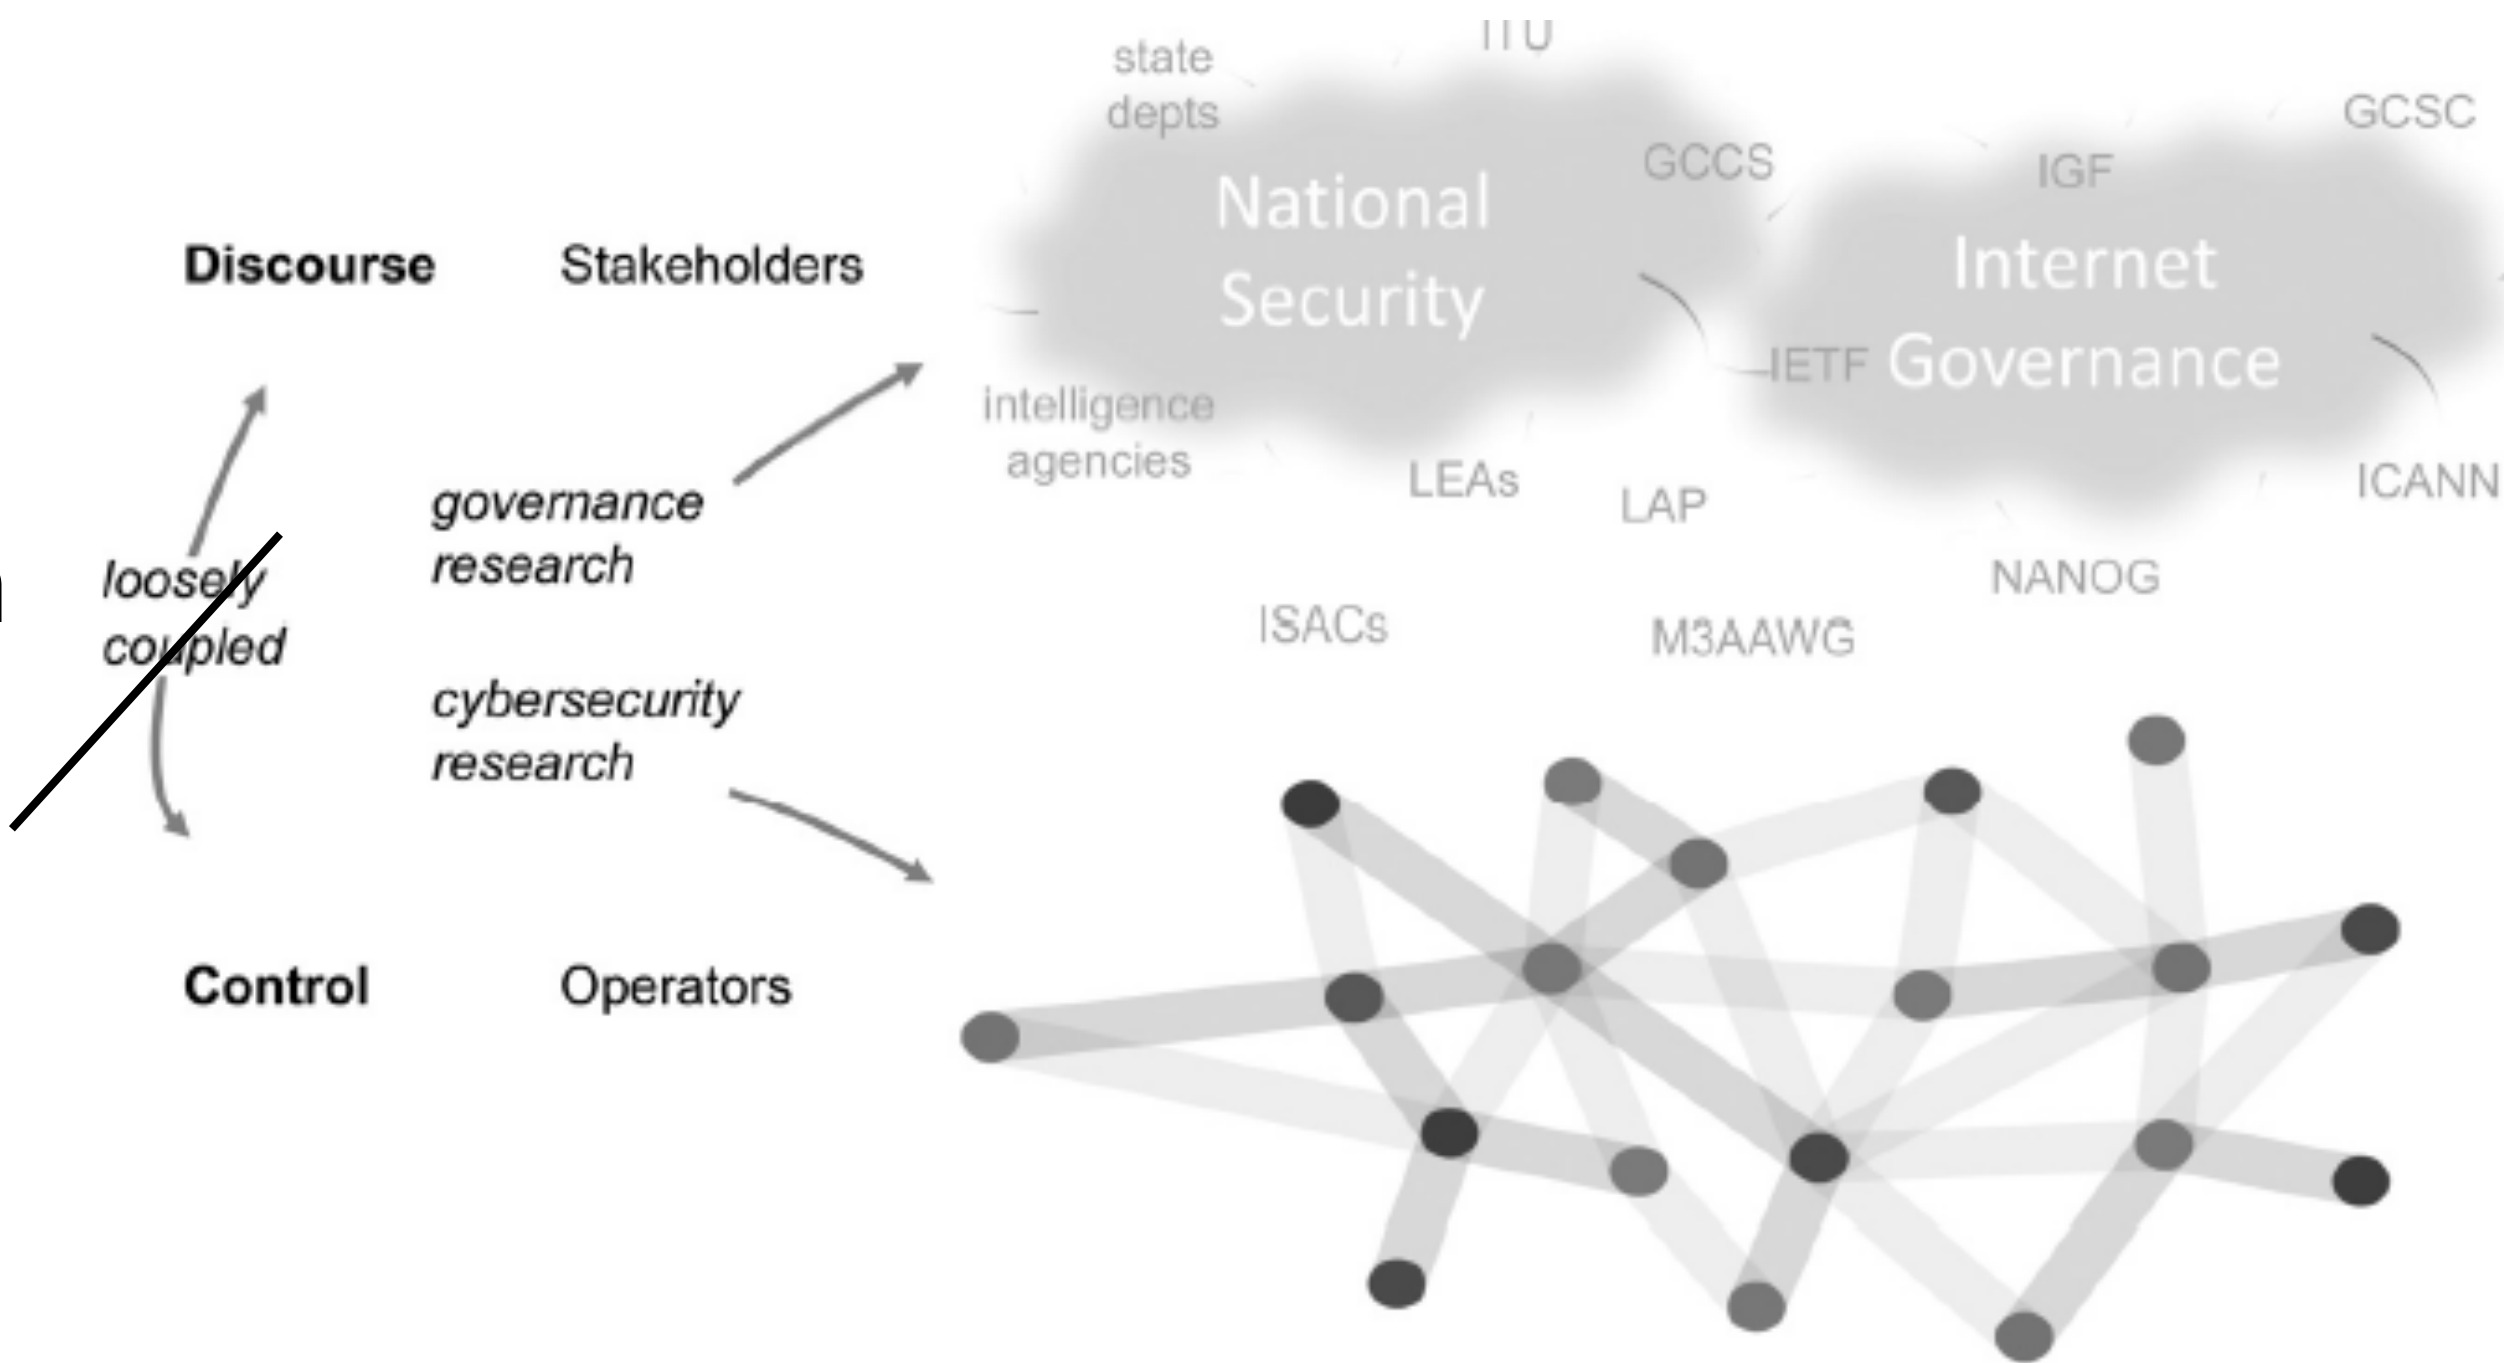 ITU
state
depts
GCSC
GCCS
IGF
National
Security
Discourse
Stakeholders
Internet
Governance
IETF
intelligence
agencies
LEAs
LAP
ICANN
governance
research
loosely
coupled
NANOG
ISACs
M3AAWG
cybersecurity
research
Control
Operators